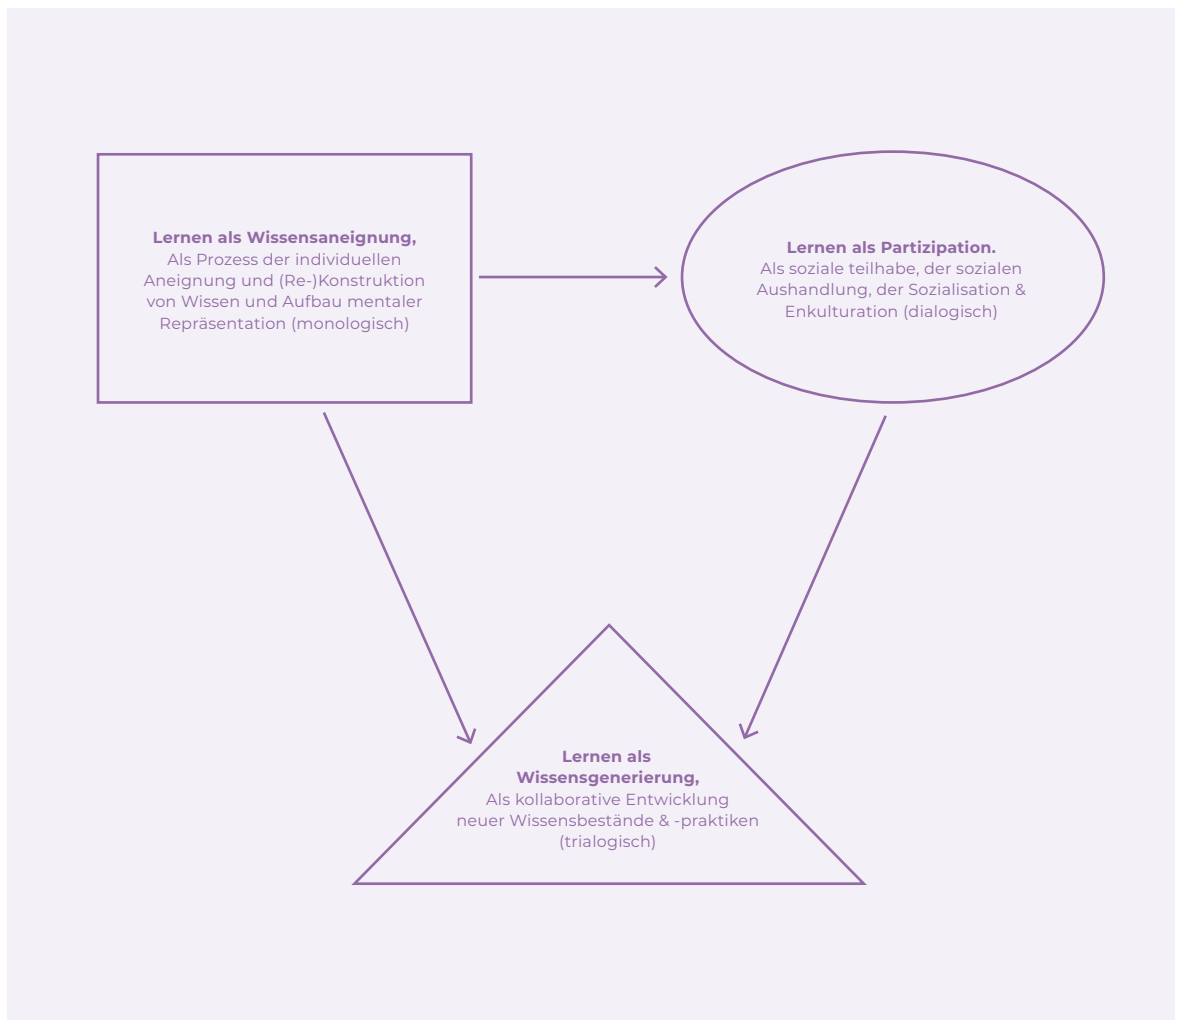 Lernen als Wissensaneignung,
Als Prozess der individuellen
Aneignung und (Re-)Konstruktion
von Wissen und Aufbau mentaler
Repräsentation (monologisch)
Lernen als Partizipation.
Als soziale teilhabe, der sozialen
Aushandlung, der Sozialisation &
Enkulturation (dialogisch)
Lernen als
Wissensgenerierung,
Als kollaborative Entwicklung
neuer Wissensbestände & -praktiken
(trialogisch)